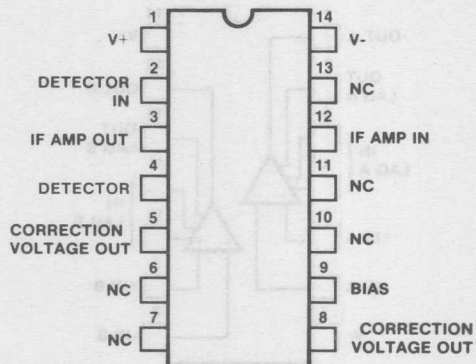 1
14
V+
V-
2
13
DETECTOR
IN
NC
3
12
IF AMP OUT
IF AMP IN
4
11
DETECTOR
NC
5
10
CORRECTION
VOLTAGE OUT
NC
6
9
NC
BIAS
7
8
NC
CORRECTION
VOLTAGE OUT